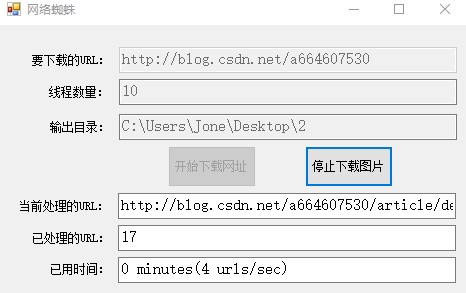 网络蜘蛛
要下载的URL: http://blog.csdn.net/a664607530
线程数量: 10
输出目录: C:\Users\Jone\Desktop\2
开始下载网址 停止下载图片
当前处理的URL: http://blog.csdn.net/a664607530/article/de
已处理的URL: 17
已用时间: 0 minutes(4 urls/sec)